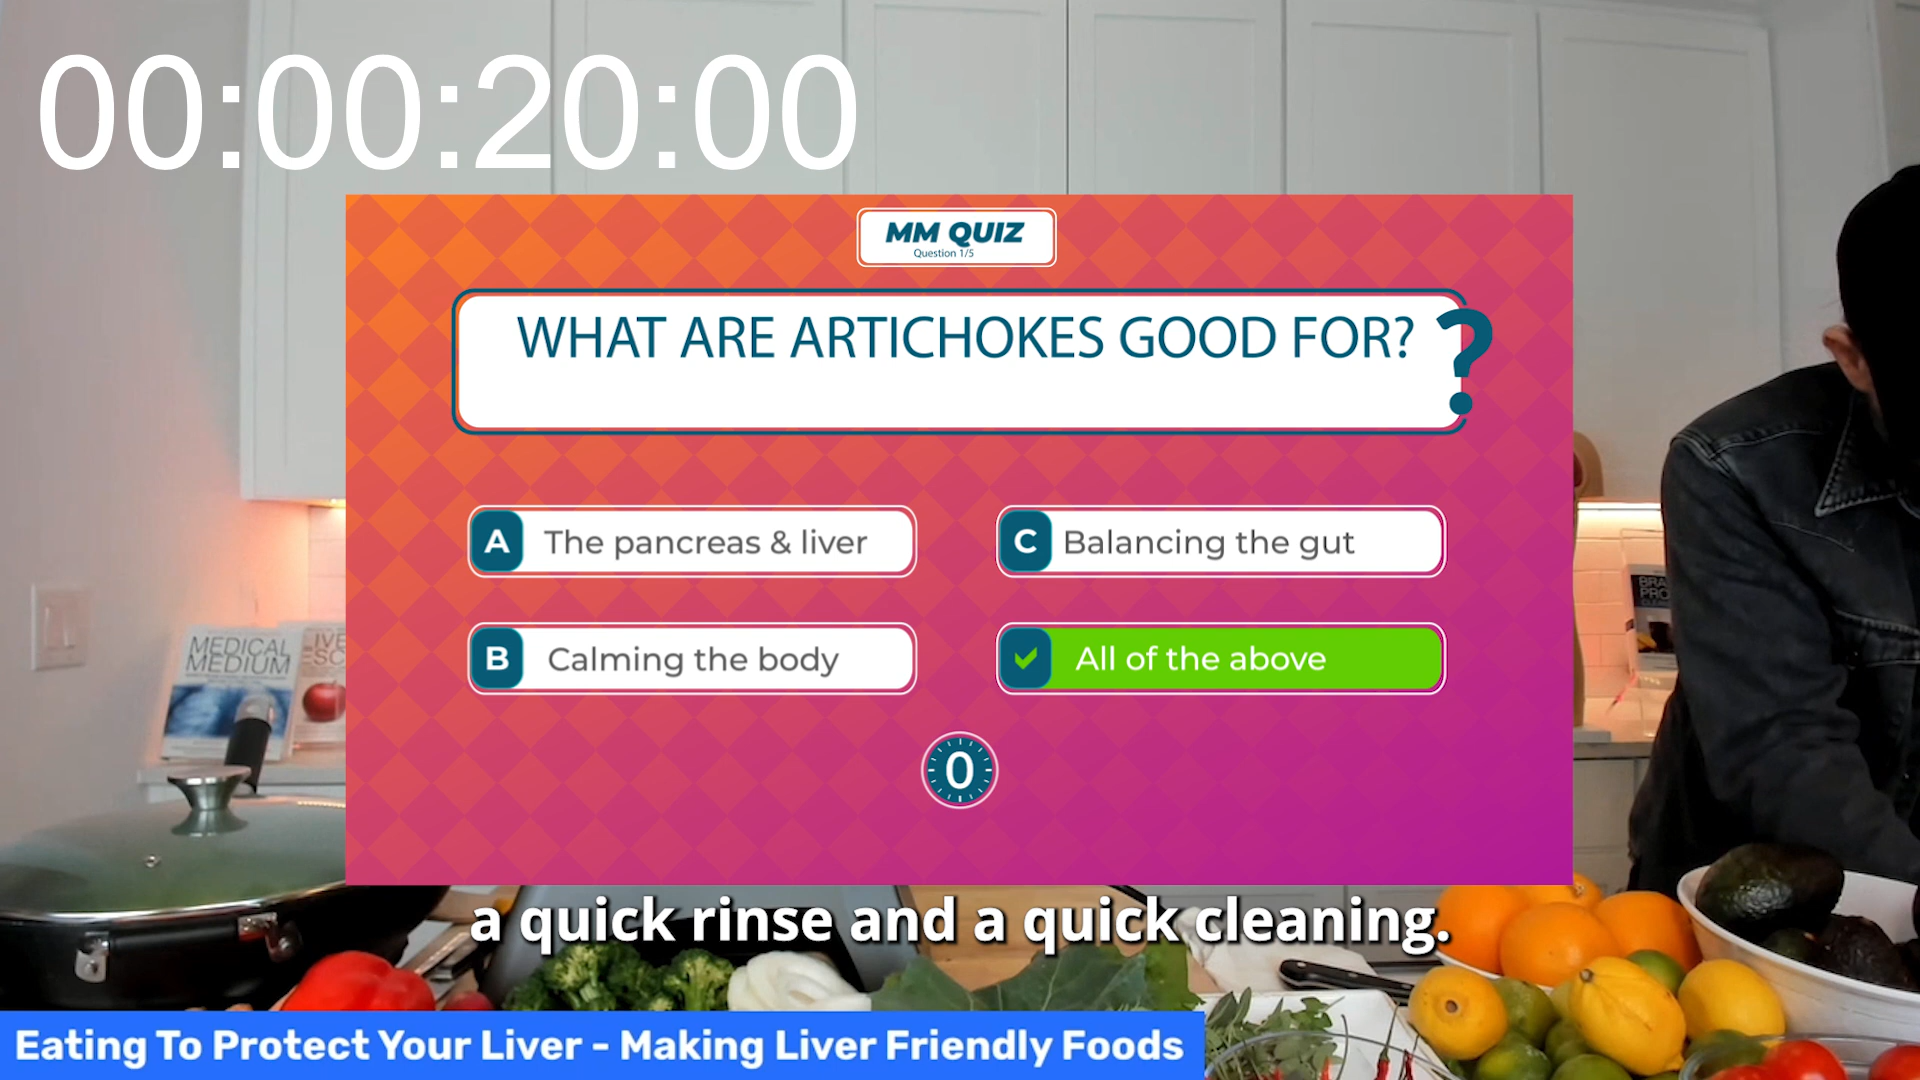 00:00:20:00
MM QUIZ
Question 1/5
WHAT ARE ARTICHOKES GOOD FOR?
?
A The pancreas & liver
C Balancing the gut
B Calming the body
All of the above
0
MEDICAL
MEDIUM
BRA
PRO
a quick rinse and a quick cleaning.
Eating To Protect Your Liver - Making Liver Friendly Foods